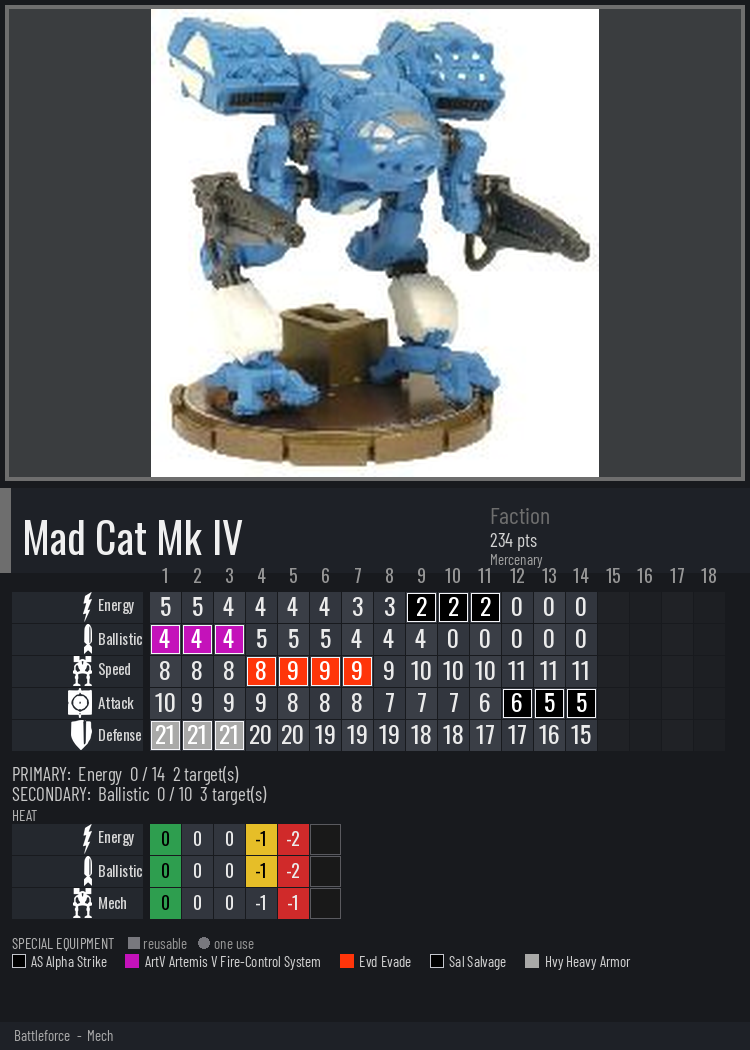 Mad Cat Mk IV
Faction
234 pts
Mercenary
1 2 3 4 5 6 7 8 9 10 11 12 13 14 15 16 17 18
Energy 5 5 4 4 4 4 3 3 2 2 2 0 0 0
Ballistic 4 4 4 5 5 5 4 4 4 0 0 0 0 0
Speed 8 8 8 8 9 9 9 9 10 10 10 11 11 11
Attack 10 9 9 9 8 8 8 7 7 7 6 6 5 5
Defense 21 21 21 20 20 19 19 19 18 18 17 17 16 15
PRIMARY: Energy 0 / 14 2 target(s)
SECONDARY: Ballistic 0 / 10 3 target(s)
HEAT
Energy 0 0 0 -1 -2
Ballistic 0 0 0 -1 -2
Mech 0 0 0 -1 -1
SPECIAL EQUIPMENT reusable one use
AS Alpha Strike ArtV Artemis V Fire-Control System Evd Evade Sal Salvage Hvy Heavy Armor
Battleforce - Mech